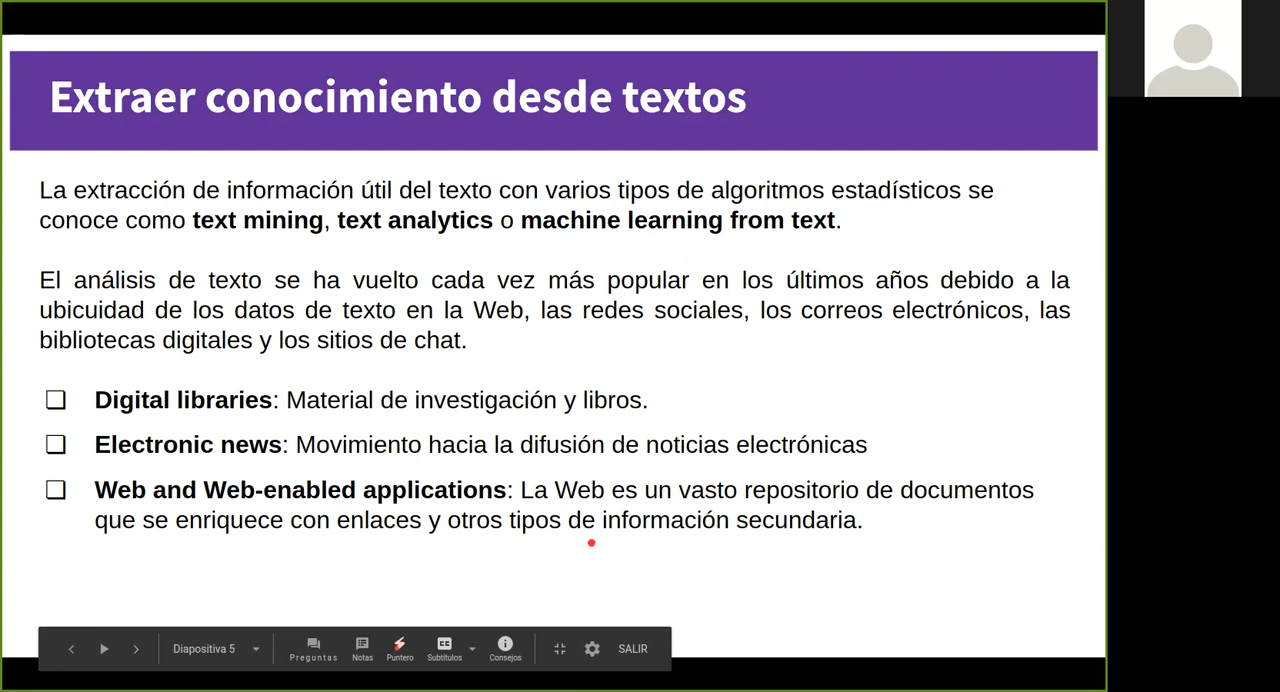 Extraer conocimiento desde textos
La extracción de información útil del texto con varios tipos de algoritmos estadísticos se
conoce como text mining, text analytics o machine learning from text.
El análisis de texto se ha vuelto cada vez más popular en los últimos años debido a la
ubicuidad de los datos de texto en la Web, las redes sociales, los correos electrónicos, las
bibliotecas digitales y los sitios de chat.
❏ Digital libraries: Material de investigación y libros.
❏ Electronic news: Movimiento hacia la difusión de noticias electrónicas
❏ Web and Web-enabled applications: La Web es un vasto repositorio de documentos
que se enriquece con enlaces y otros tipos de información secundaria.
Diapositiva 5 Preguntas Notas Puntero Subtítulos Consejos SALIR